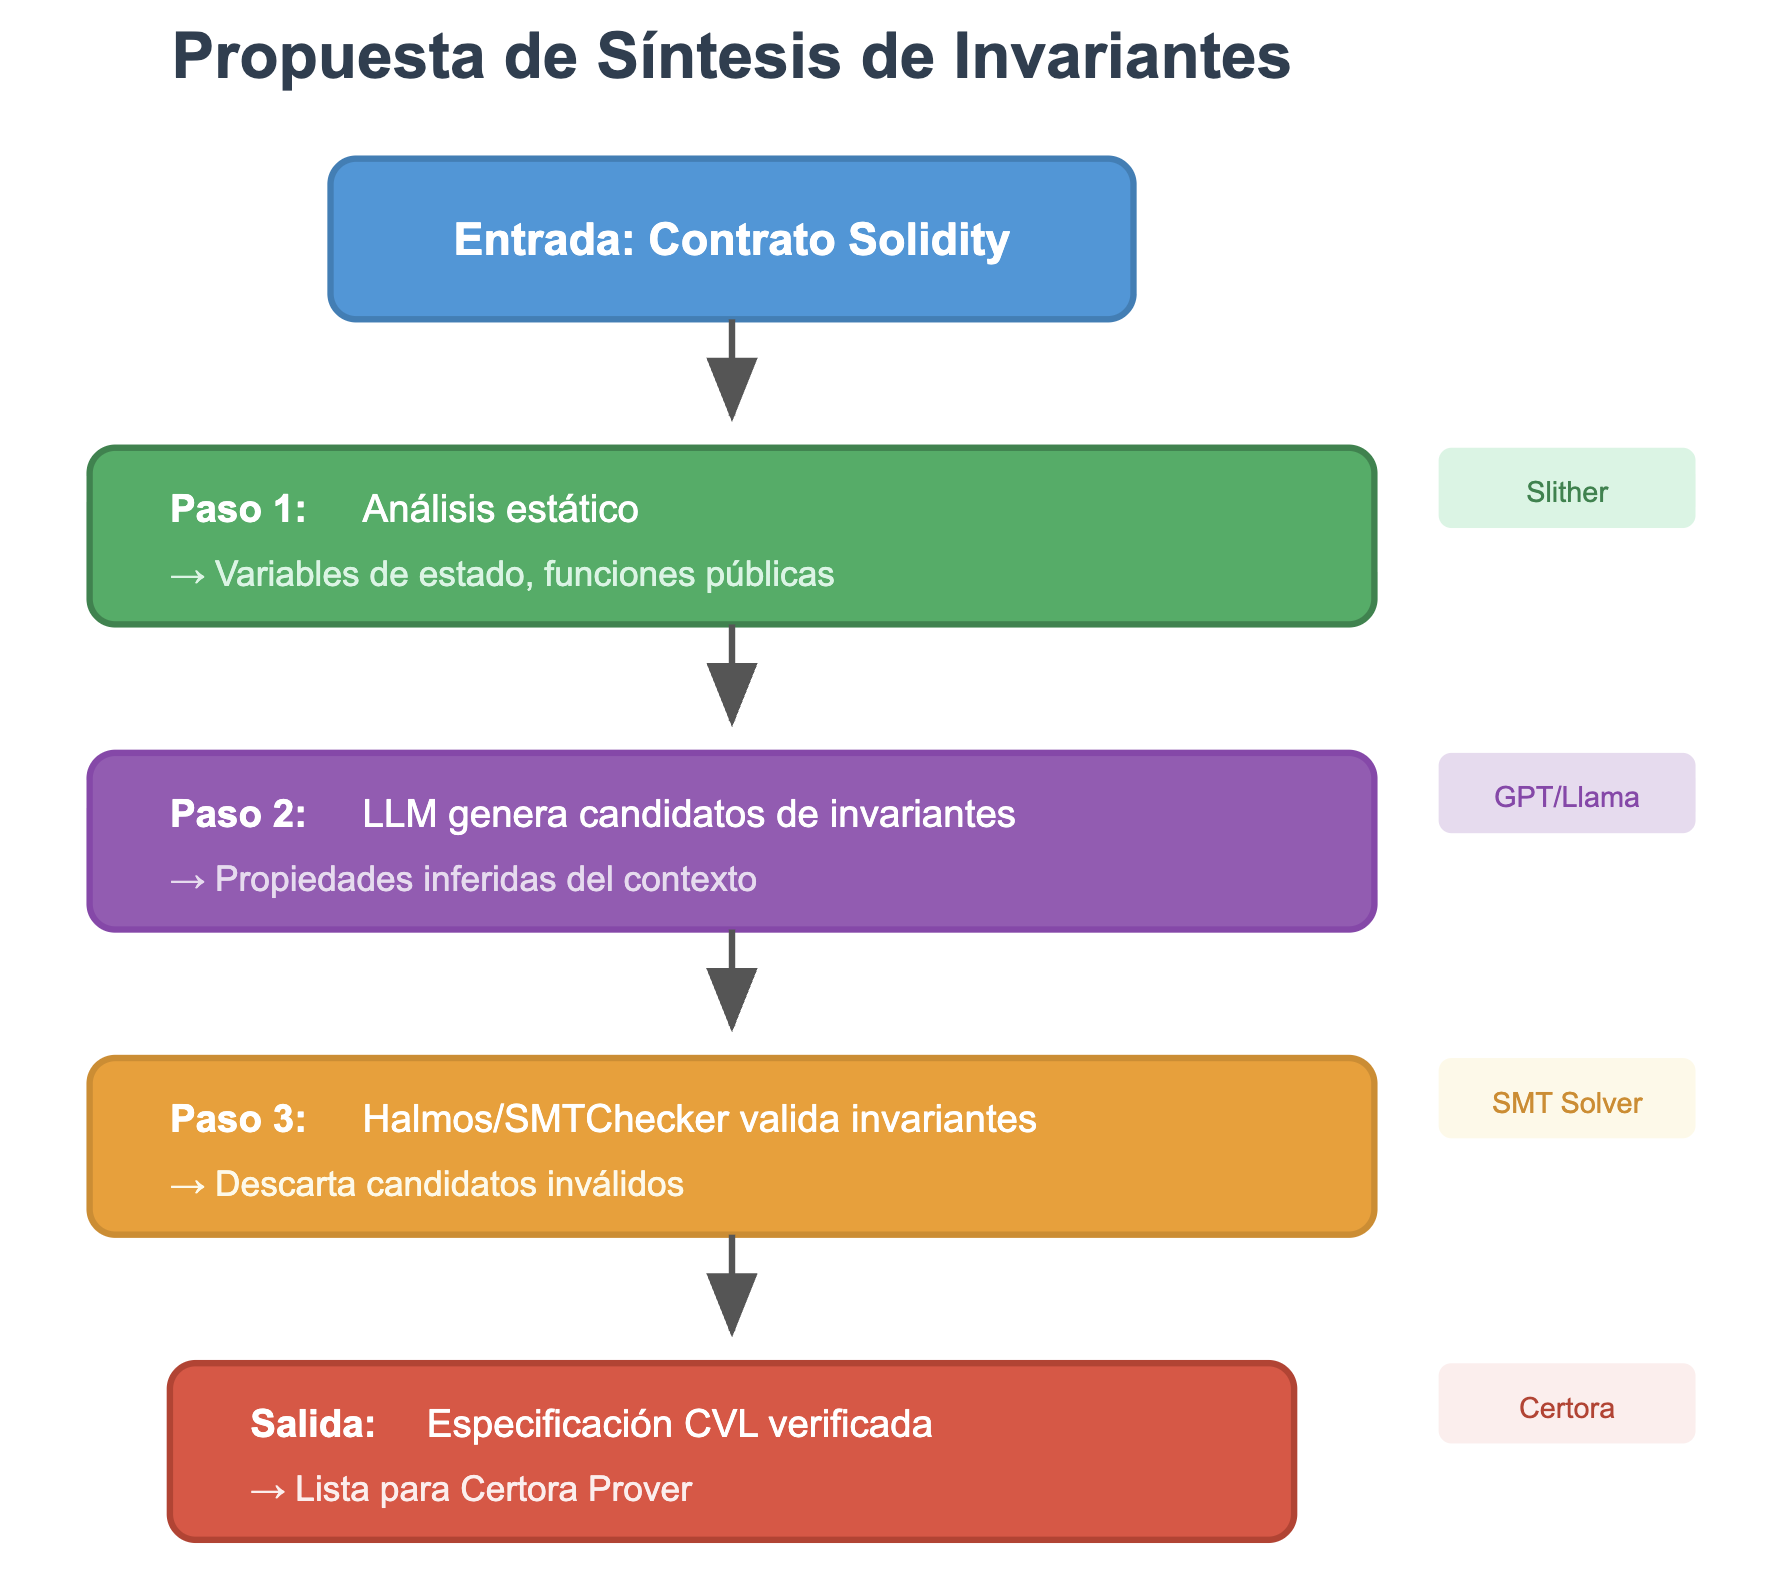 Propuesta de Síntesis de Invariantes
Entrada: Contrato Solidity
Paso 1: Análisis estático
→ Variables de estado, funciones públicas
Slither
Paso 2: LLM genera candidatos de invariantes
→ Propiedades inferidas del contexto
GPT/Llama
Paso 3: Halmos/SMTChecker valida invariantes
→ Descarta candidatos inválidos
SMT Solver
Salida: Especificación CVL verificada
→ Lista para Certora Prover
Certora